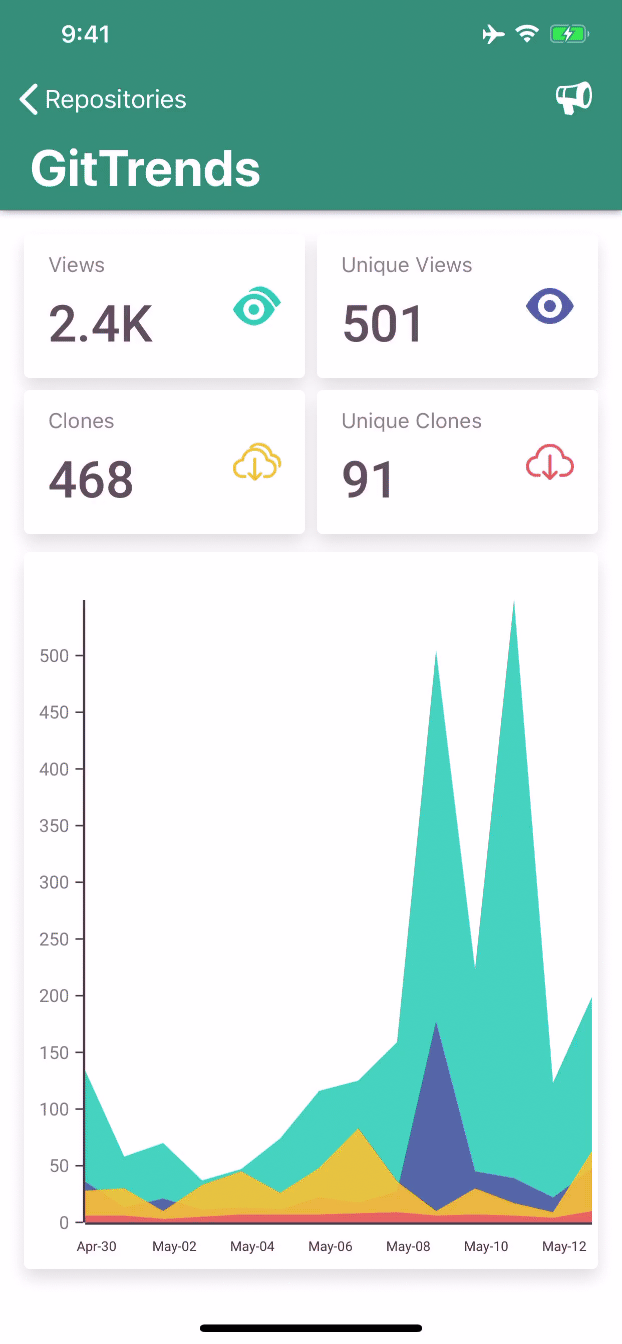 9:41
Repositories
GitTrends
Views
2.4K
Unique Views
501
Clones
468
Unique Clones
91
500
450
400
350
300
250
200
150
100
50
0
Apr-30 May-02 May-04 May-06 May-08 May-10 May-12